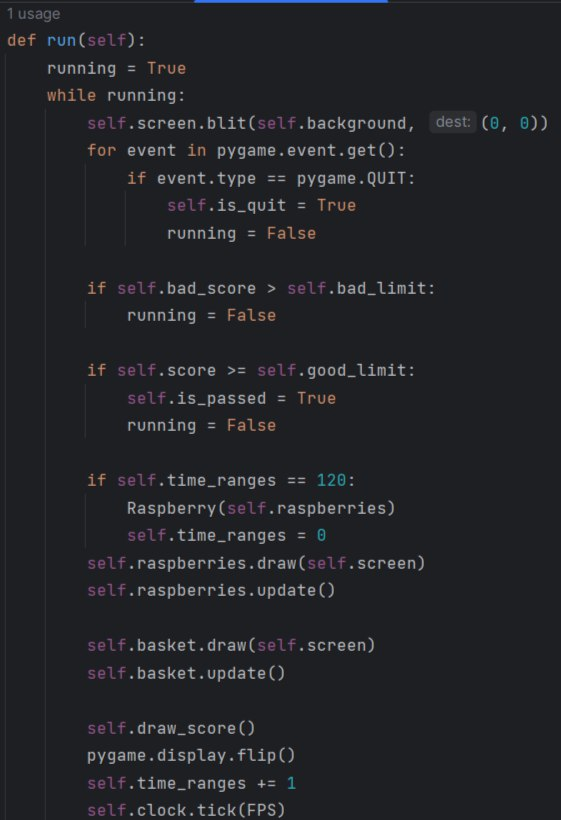 1 usage
def run(self):
    running = True
    while running:
        self.screen.blit(self.background, dest: (0, 0))
        for event in pygame.event.get():
            if event.type == pygame.QUIT:
                self.is_quit = True
                running = False

        if self.bad_score > self.bad_limit:
            running = False

        if self.score >= self.good_limit:
            self.is_passed = True
            running = False

        if self.time_ranges == 120:
            Raspberry(self.raspberries)
            self.time_ranges = 0
        self.raspberries.draw(self.screen)
        self.raspberries.update()

        self.basket.draw(self.screen)
        self.basket.update()

        self.draw_score()
        pygame.display.flip()
        self.time_ranges += 1
        self.clock.tick(FPS)